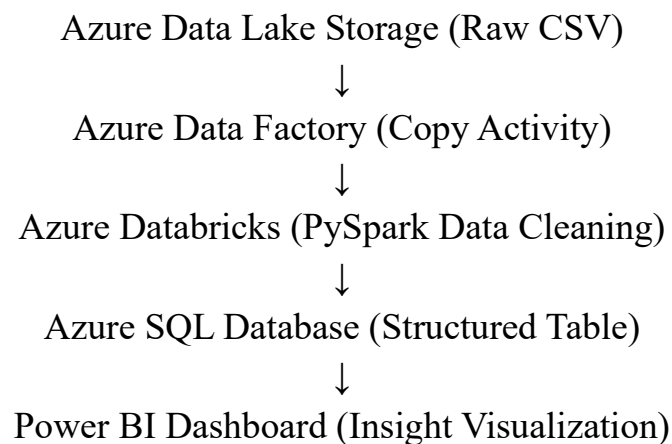 Azure Data Lake Storage (Raw CSV)
↓
Azure Data Factory (Copy Activity)
↓
Azure Databricks (PySpark Data Cleaning)
↓
Azure SQL Database (Structured Table)
↓
Power BI Dashboard (Insight Visualization)